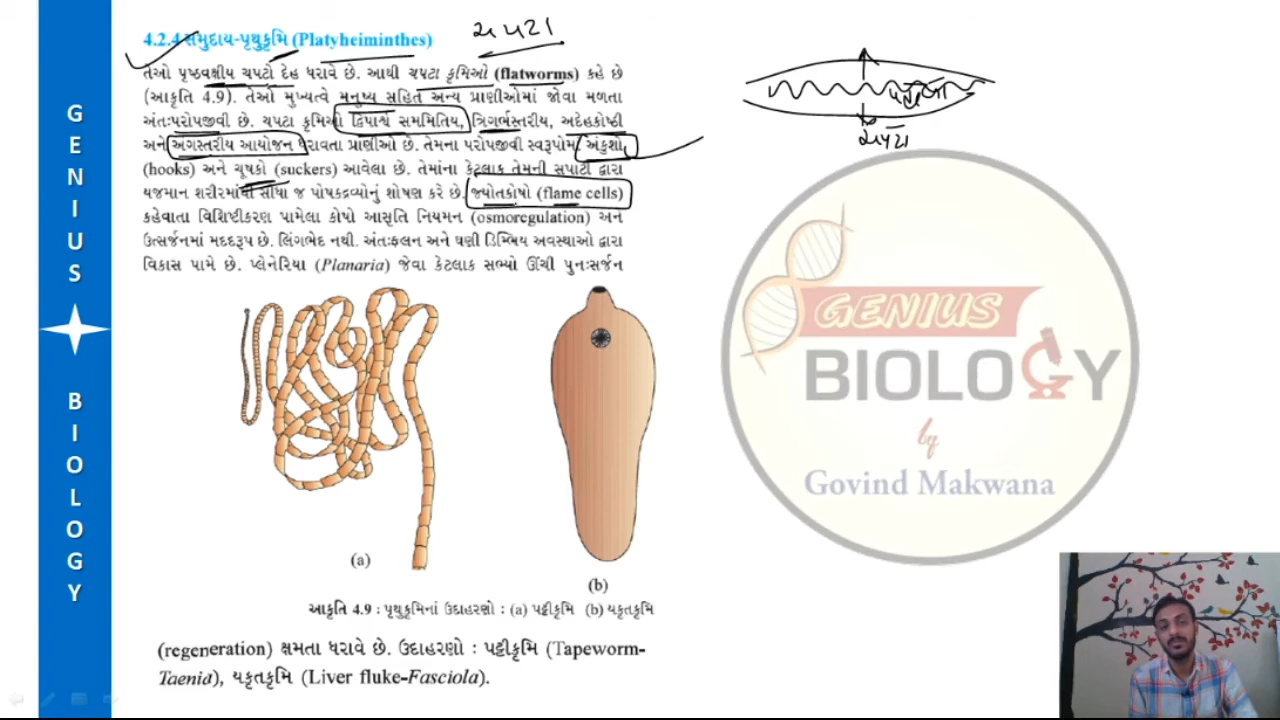 GENIUS
BIOLOGY
4.2.4 સમુદાય-પૃથુકૃમિ (Platyheiminthes)
ચપટા
તેઓ પૃષ્ઠવક્ષીય ચપટો દેહ ધરાવે છે. આથી ચપટા કૃમિઓ (flatworms) કહે છે
(આકૃતિ 4.9). તેઓ મુખ્યત્વે મનુષ્ય સહિત અન્ય પ્રાણીઓમાં જોવા મળતા
અંતઃપરોપજીવી છે. ચપટા કૃમિઓ દ્વિપાર્શ્વ સમમિતિય, ત્રિગર્ભસ્તરીય, અદેહકોષ્ઠી
અને અંગસ્તરીય આયોજન ધરાવતા પ્રાણીઓ છે. તેમના પરોપજીવી સ્વરૂપોમાં અંકુશો
(hooks) અને ચૂષકો (suckers) આવેલા છે. તેમાંના કેટલાક તેમની સપાટી દ્વારા
યજમાન શરીરમાંથી સીધા જ પોષકદ્રવ્યોનું શોષણ કરે છે. જ્યોતકોષો (flame cells)
કહેવાતા વિશિષ્ટીકરણ પામેલા કોષો આસૃતિ નિયમન (osmoregulation) અને
ઉત્સર્જનમાં મદદરૂપ છે. લિંગભેદ નથી. અંતઃફલન અને ઘણી ડિમ્ભિય અવસ્થાઓ દ્વારા
વિકાસ પામે છે. પ્લેનેરિયા (Planaria) જેવા કેટલાક સભ્યો ઊંચી પુનઃસર્જન
(a)
(b)
આકૃતિ 4.9 : પૃથુકૃમિનાં ઉદાહરણો : (a) પટ્ટીકૃમિ (b) યકૃતકૃમિ
(regeneration) ક્ષમતા ધરાવે છે. ઉદાહરણો : પટ્ટીકૃમિ (Tapeworm-
Taenia), યકૃતકૃમિ (Liver fluke-Fasciola).
ચપટા
GENIUS
BIOLOGY
by
Govind Makwana